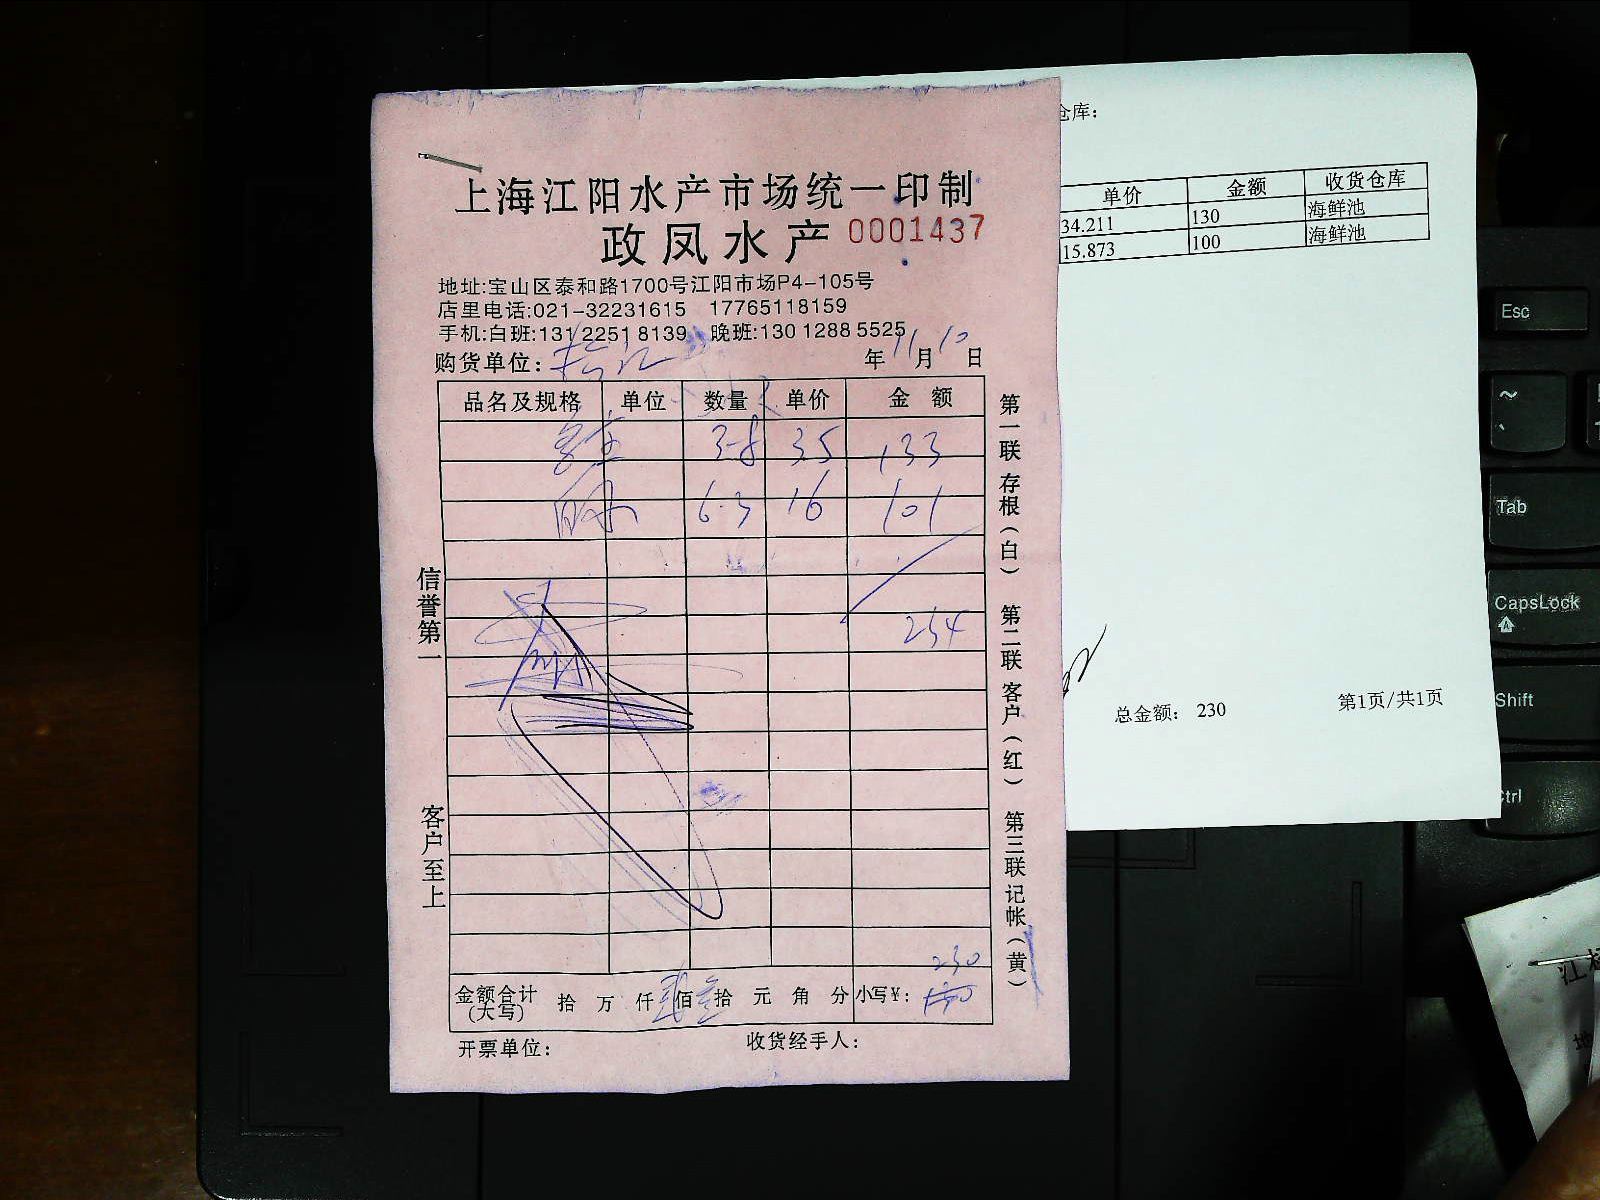 上海江阳水产市场统一印制
政凤水产 0001437
地址:宝山区泰和路1700号江阳市场P4-105号
店里电话:021-32231615 17765118159
手机:白班:131 2251 8139 晚班:130 1288 5525
购货单位:
年11月10日
品名及规格 单位 数量 单价 金额
3.8 35 133
6.3 16 101
234
230
金额合计(大写) 拾 万 仟 贰佰叁拾 元 角 分 小写¥:
开票单位: 收货经手人:
信誉第一
客户至上
第一联存根(白) 第二联客户(红) 第三联记帐(黄)
仓库:
单价 金额 收货仓库
34.211 130 海鲜池
15.873 100 海鲜池
总金额: 230 第1页/共1页
Esc
~
Tab
CapsLock
Shift
Ctrl